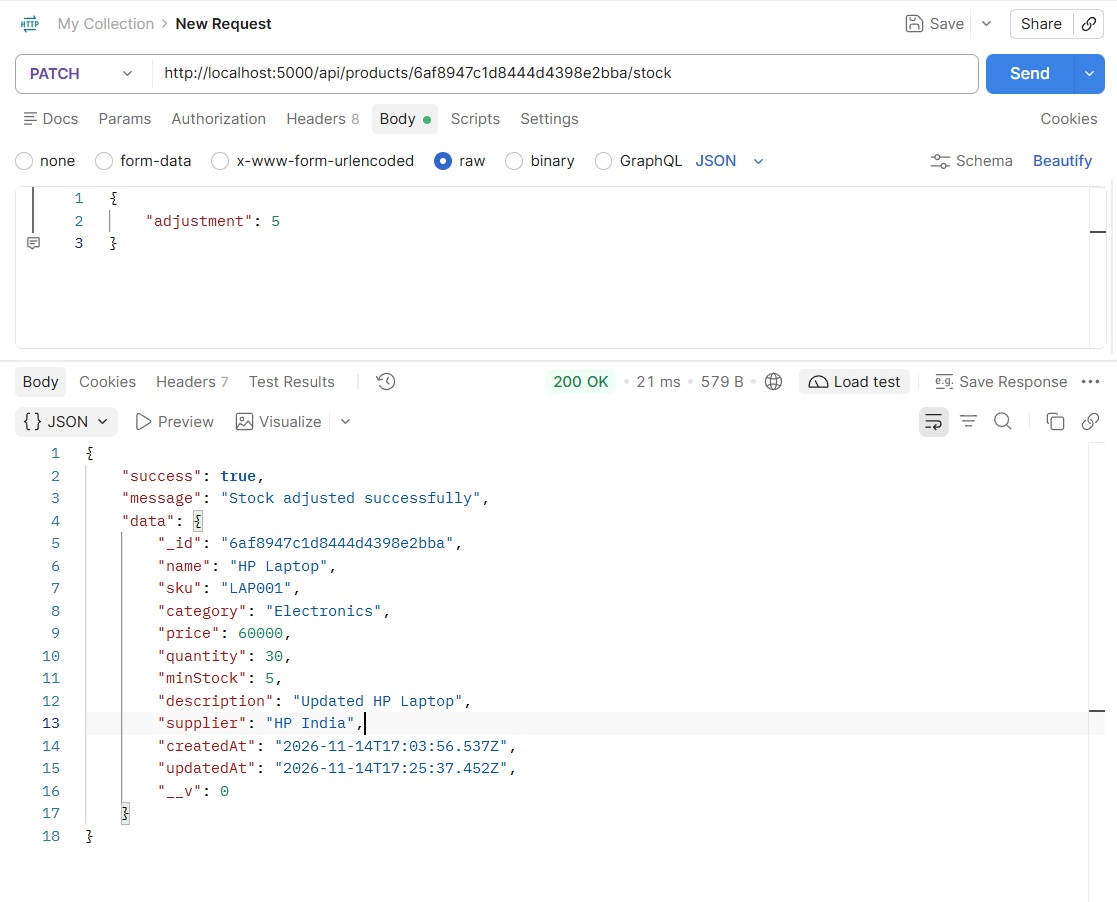 HTTP My Collection > New Request Save Share
PATCH http://localhost:5000/api/products/6af8947c1d8444d4398e2bba/stock Send
Docs Params Authorization Headers 8 Body Scripts Settings Cookies
none form-data x-www-form-urlencoded raw binary GraphQL JSON Schema Beautify
1 {
2 "adjustment": 5
3 }
Body Cookies Headers 7 Test Results 200 OK • 21 ms • 579 B • Load test e.g. Save Response
{} JSON Preview Visualize
1 {
2 "success": true,
3 "message": "Stock adjusted successfully",
4 "data": {
5 "_id": "6af8947c1d8444d4398e2bba",
6 "name": "HP Laptop",
7 "sku": "LAP001",
8 "category": "Electronics",
9 "price": 60000,
10 "quantity": 30,
11 "minStock": 5,
12 "description": "Updated HP Laptop",
13 "supplier": "HP India",
14 "createdAt": "2026-11-14T17:03:56.537Z",
15 "updatedAt": "2026-11-14T17:25:37.452Z",
16 "__v": 0
17 }
18 }